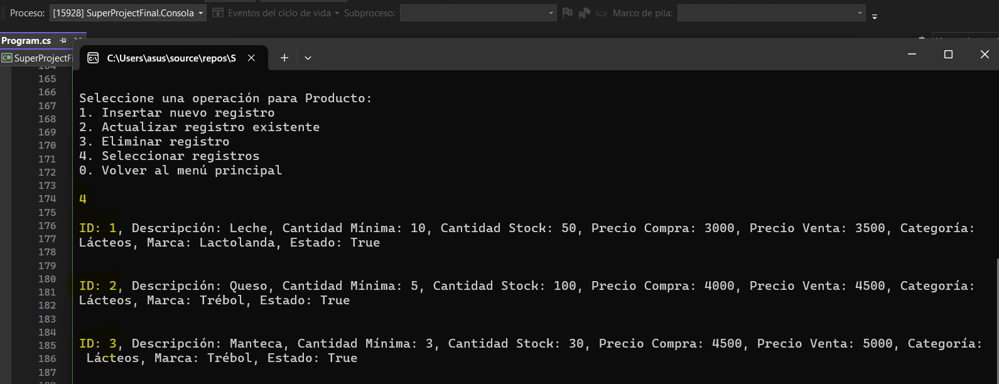 Proceso: [15928] SuperProjectFinal.Consola Eventos del ciclo de vida Subproceso: Marco de pila:
Program.cs
C:\Users\asus\source\repos\S
C# SuperProjectFi
165
166
167
168
169
170
171
172
173
174
175
176
177
178
179
180
181
182
183
184
185
186
187
Seleccione una operación para Producto:
1. Insertar nuevo registro
2. Actualizar registro existente
3. Eliminar registro
4. Seleccionar registros
0. Volver al menú principal
4
ID: 1, Descripción: Leche, Cantidad Mínima: 10, Cantidad Stock: 50, Precio Compra: 3000, Precio Venta: 3500, Categoría:
Lácteos, Marca: Lactolanda, Estado: True
ID: 2, Descripción: Queso, Cantidad Mínima: 5, Cantidad Stock: 100, Precio Compra: 4000, Precio Venta: 4500, Categoría:
Lácteos, Marca: Trébol, Estado: True
ID: 3, Descripción: Manteca, Cantidad Mínima: 3, Cantidad Stock: 30, Precio Compra: 4500, Precio Venta: 5000, Categoría:
Lácteos, Marca: Trébol, Estado: True